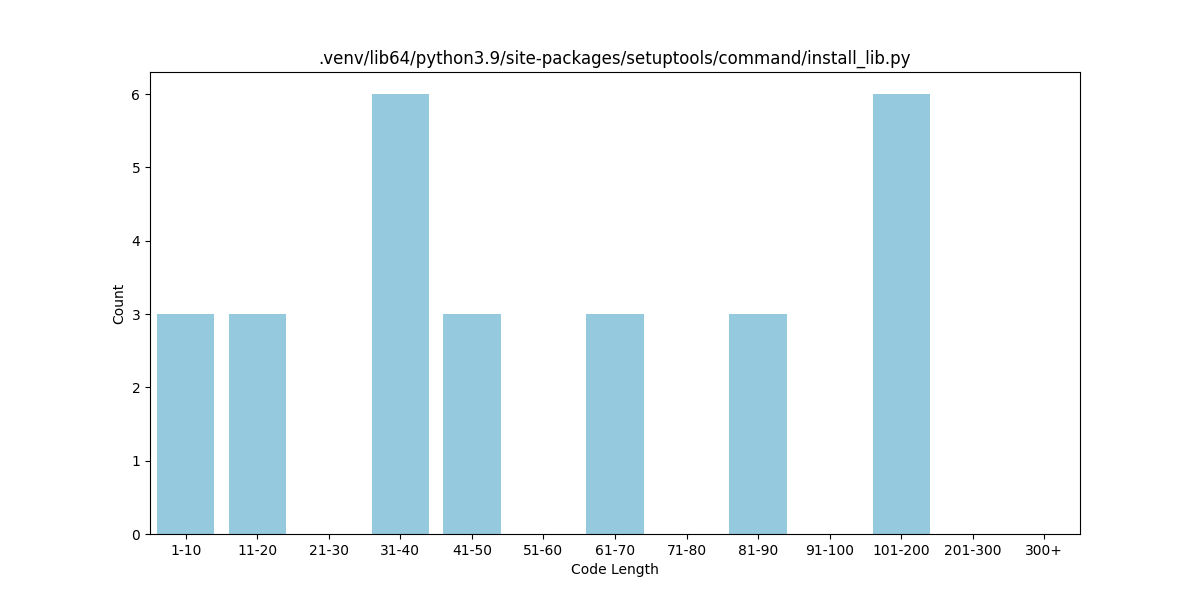 .venv/lib64/python3.9/site-packages/setuptools/command/install_lib.py
6
5
4
3
2
1
0
Count
1-10 11-20 21-30 31-40 41-50 51-60 61-70 71-80 81-90 91-100 101-200 201-300 300+
Code Length